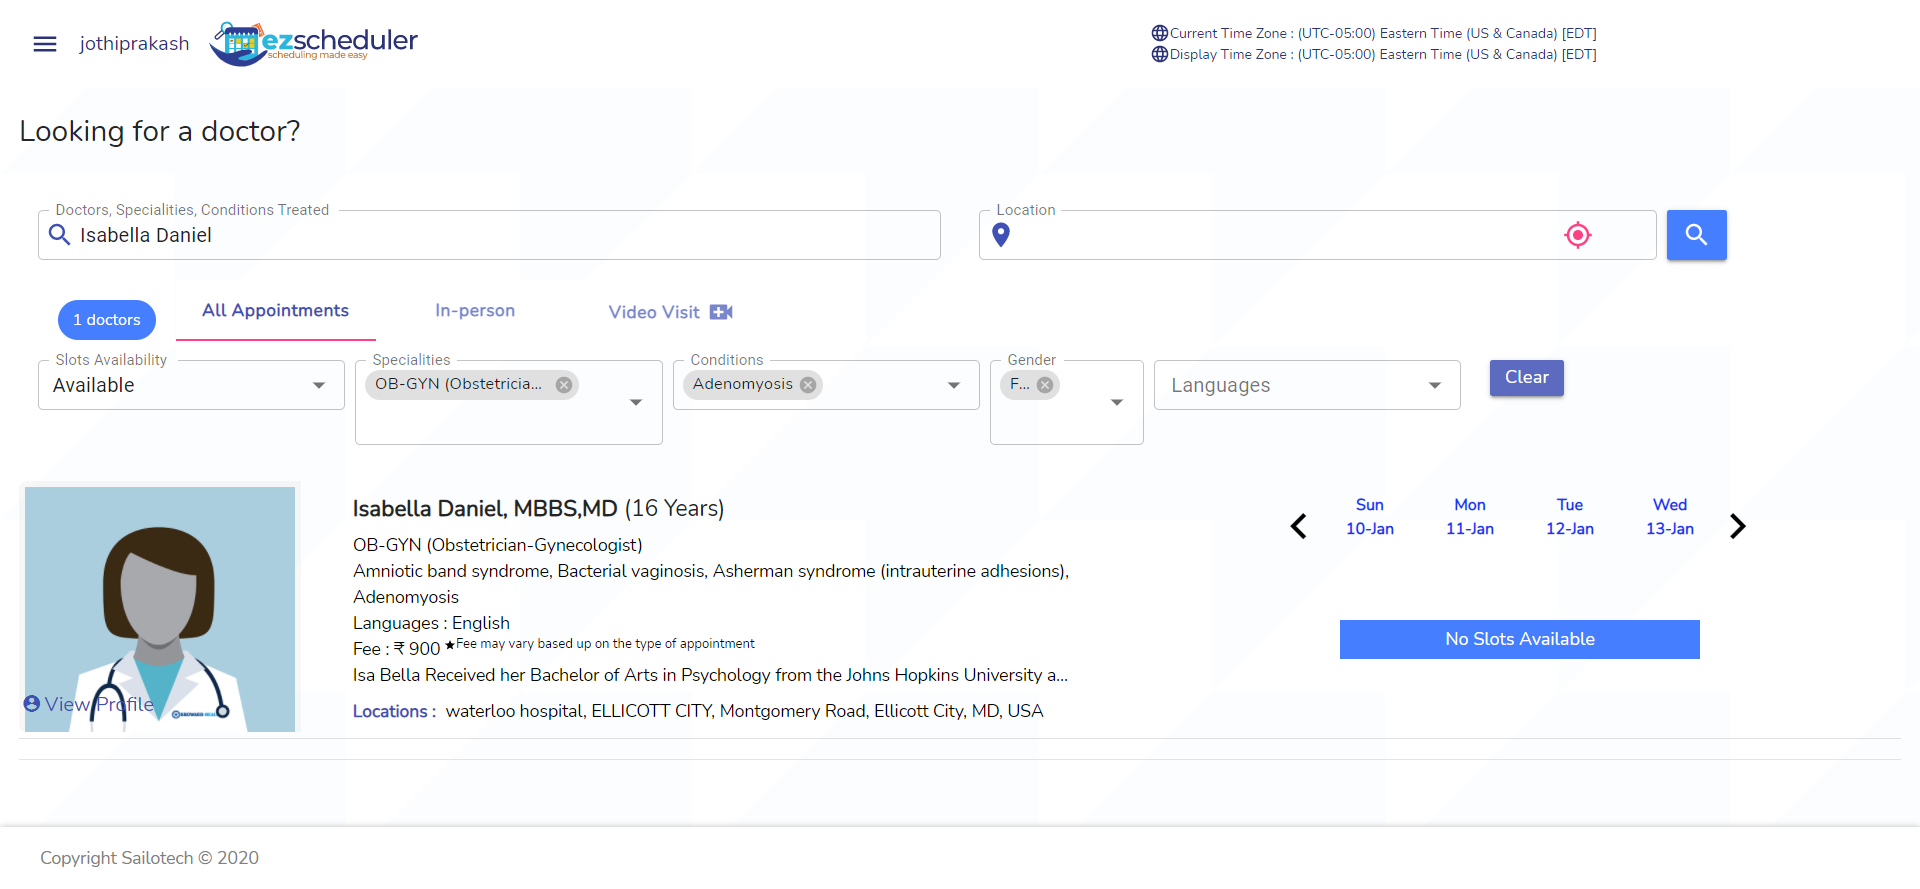 jothiprakash
ezscheduler
scheduling made easy
Current Time Zone : (UTC-05:00) Eastern Time (US & Canada) [EDT]
Display Time Zone : (UTC-05:00) Eastern Time (US & Canada) [EDT]
Looking for a doctor?
Doctors, Specialities, Conditions Treated
Isabella Daniel
Location
1 doctors
All Appointments
In-person
Video Visit
Slots Availability
Available
Specialities
OB-GYN (Obstetricia...
Conditions
Adenomyosis
Gender
F...
Languages
Clear
Isabella Daniel, MBBS,MD (16 Years)
OB-GYN (Obstetrician-Gynecologist)
Amniotic band syndrome, Bacterial vaginosis, Asherman syndrome (intrauterine adhesions),
Adenomyosis
Languages : English
Fee : ₹ 900 ★Fee may vary based up on the type of appointment
Isa Bella Received her Bachelor of Arts in Psychology from the Johns Hopkins University a...
Locations : waterloo hospital, ELLICOTT CITY, Montgomery Road, Ellicott City, MD, USA
View Profile
Sun
10-Jan
Mon
11-Jan
Tue
12-Jan
Wed
13-Jan
No Slots Available
Copyright Sailotech © 2020